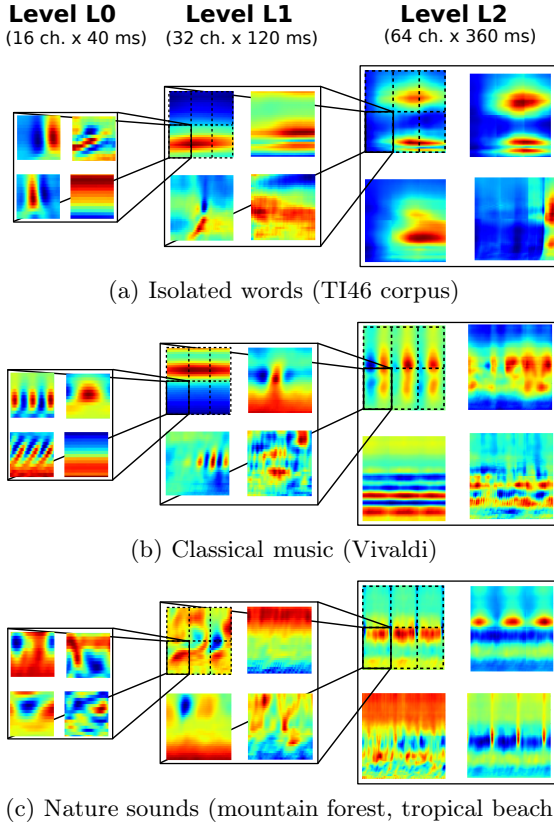 Level L0 Level L1 Level L2
(16 ch. x 40 ms) (32 ch. x 120 ms) (64 ch. x 360 ms)
(a) Isolated words (TI46 corpus)
(b) Classical music (Vivaldi)
(c) Nature sounds (mountain forest, tropical beach